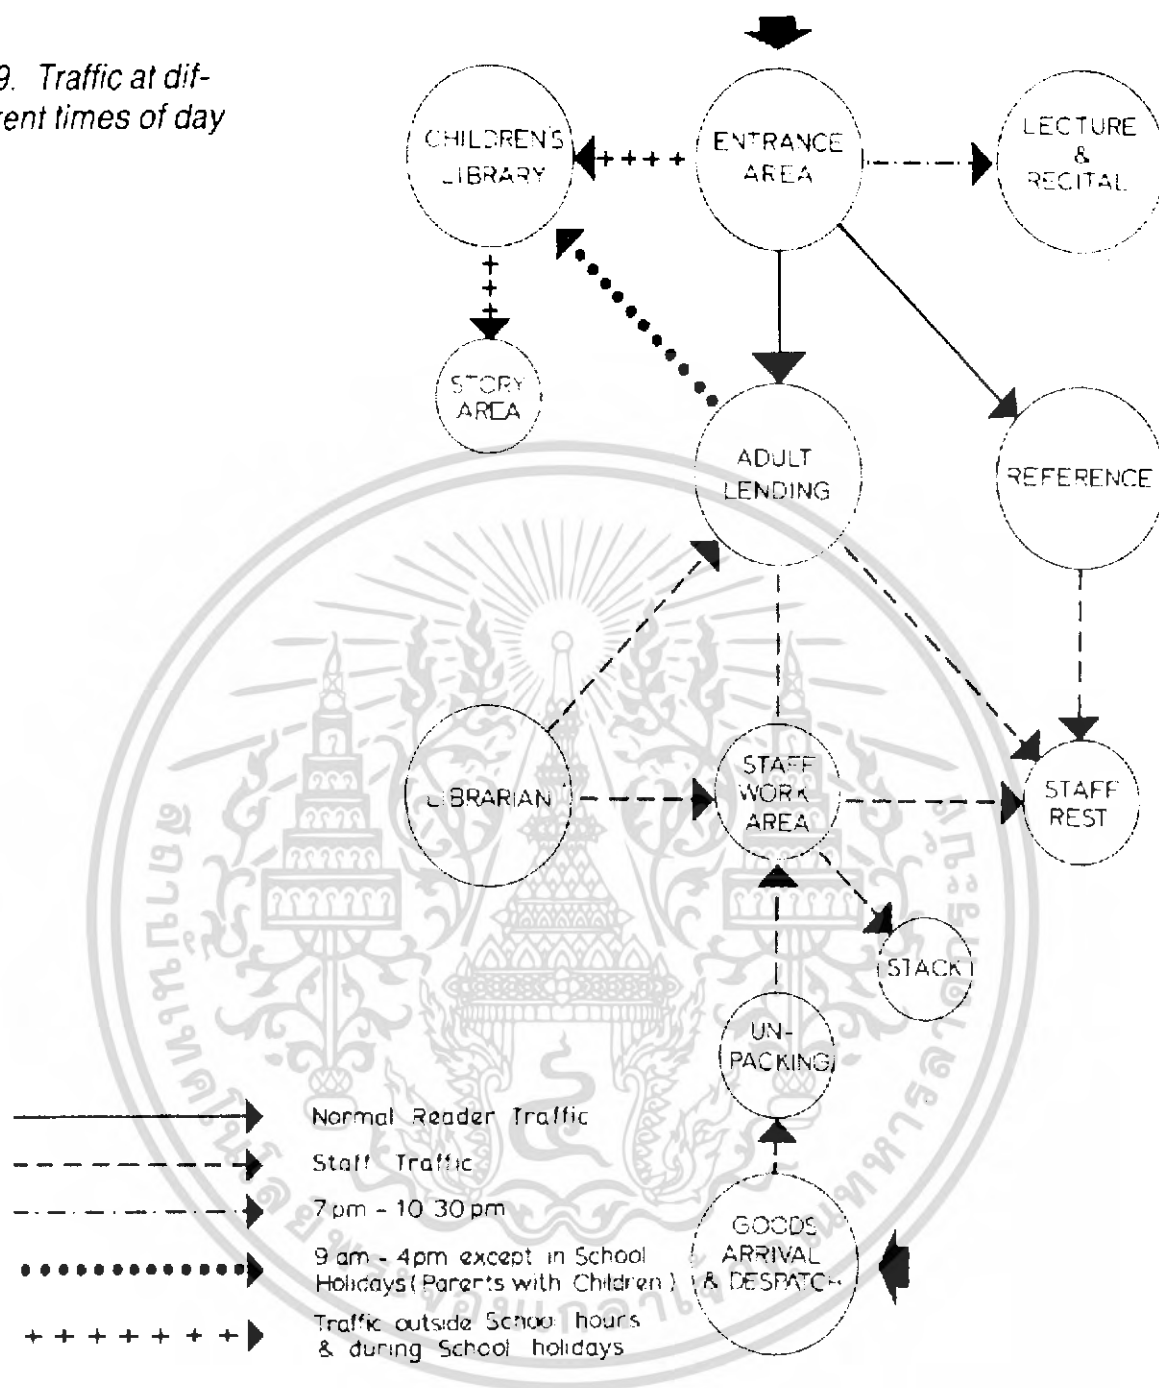 9. Traffic at dif-
rent times of day
CHILDREN'S
LIBRARY
ENTRANCE
AREA
LECTURE
&
RECITAL
STORY
AREA
ADULT
LENDING
REFERENCE
LIBRARIAN
STAFF
WORK
AREA
STAFF
REST
STACK
UN-
PACKING
GOODS
ARRIVAL
& DESPATCH
Normal Reader Traffic
Staff Traffic
7pm - 10 30pm
9am - 4pm except in School
Holidays (Parents with Children)
Traffic outside School hours
& during School holidays